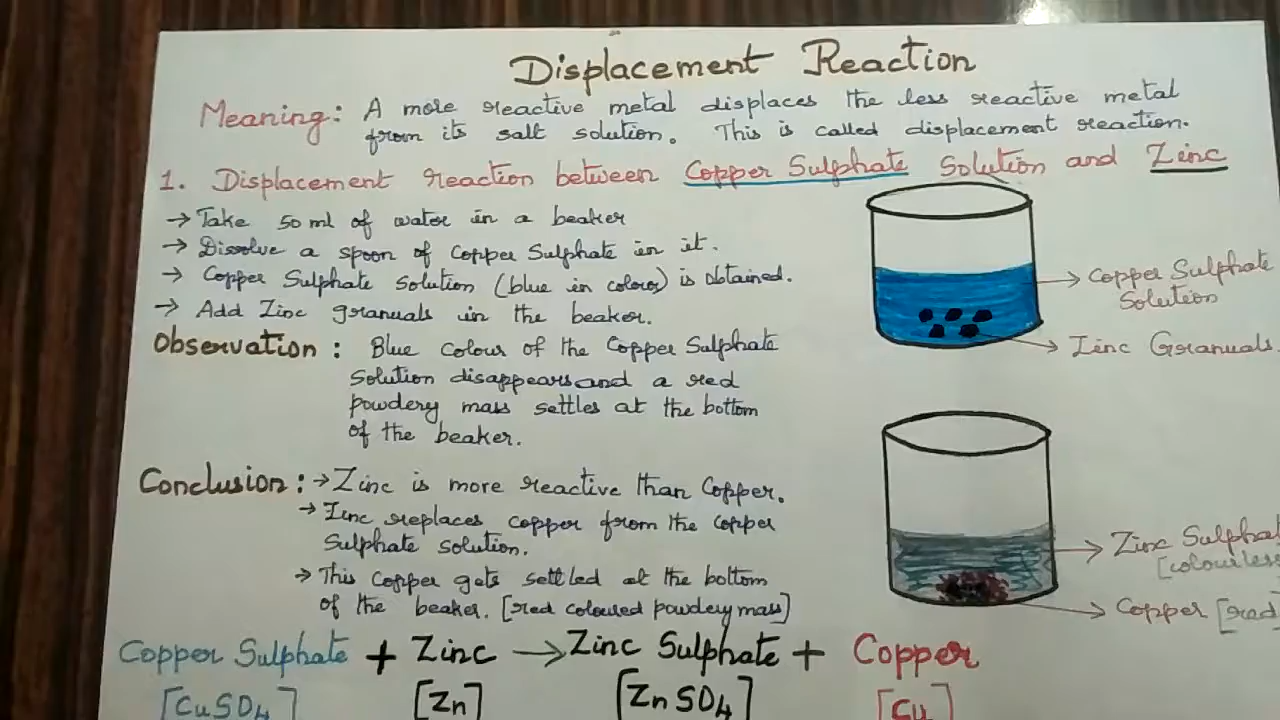 Displacement Reaction
Meaning: A more reactive metal displaces the less reactive metal
from its salt solution. This is called displacement reaction.
1. Displacement reaction between Copper Sulphate Solution and Zinc
→ Take 50 ml of water in a beaker
→ Dissolve a spoon of Copper Sulphate in it.
→ Copper Sulphate Solution (blue in colour) is obtained.
→ Add Zinc granuals in the beaker.
→ Copper Sulphate
Solution
→ Zinc Granuals.
Observation: Blue Colour of the Copper Sulphate
Solution disappears and a red
powdery mass settles at the bottom
of the beaker.
Conclusion: → Zinc is more reactive than Copper.
→ Zinc replaces copper from the copper
Sulphate solution.
→ This Copper gets settled at the bottom
of the beaker. [red coloured powdery mass]
→ Zinc Sulphat
[colourless
→ Copper [red]
Copper Sulphate + Zinc → Zinc Sulphate + Copper
[CuSO4] [Zn] [ZnSO4] [Cu]